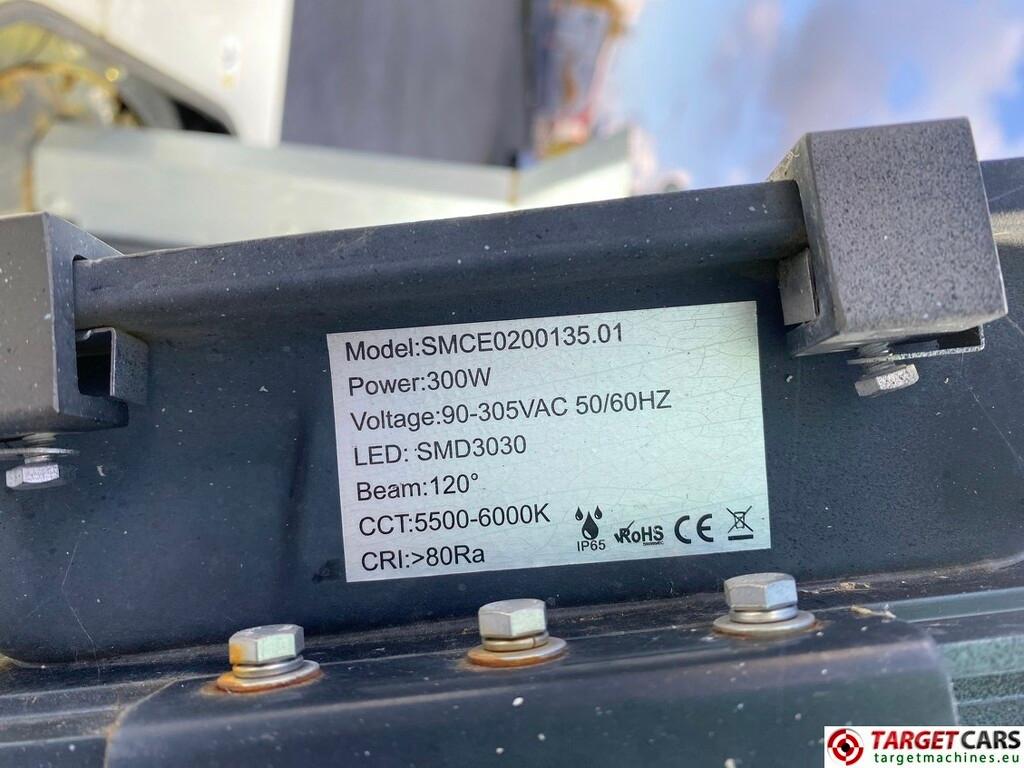 Model:SMCE0200135.01
Power:300W
Voltage:90-305VAC 50/60HZ
LED: SMD3030
Beam:120°
CCT:5500-6000K
CRI:>80Ra
IP65
RoHS
CE
TARGET CARS
targetmachines.eu